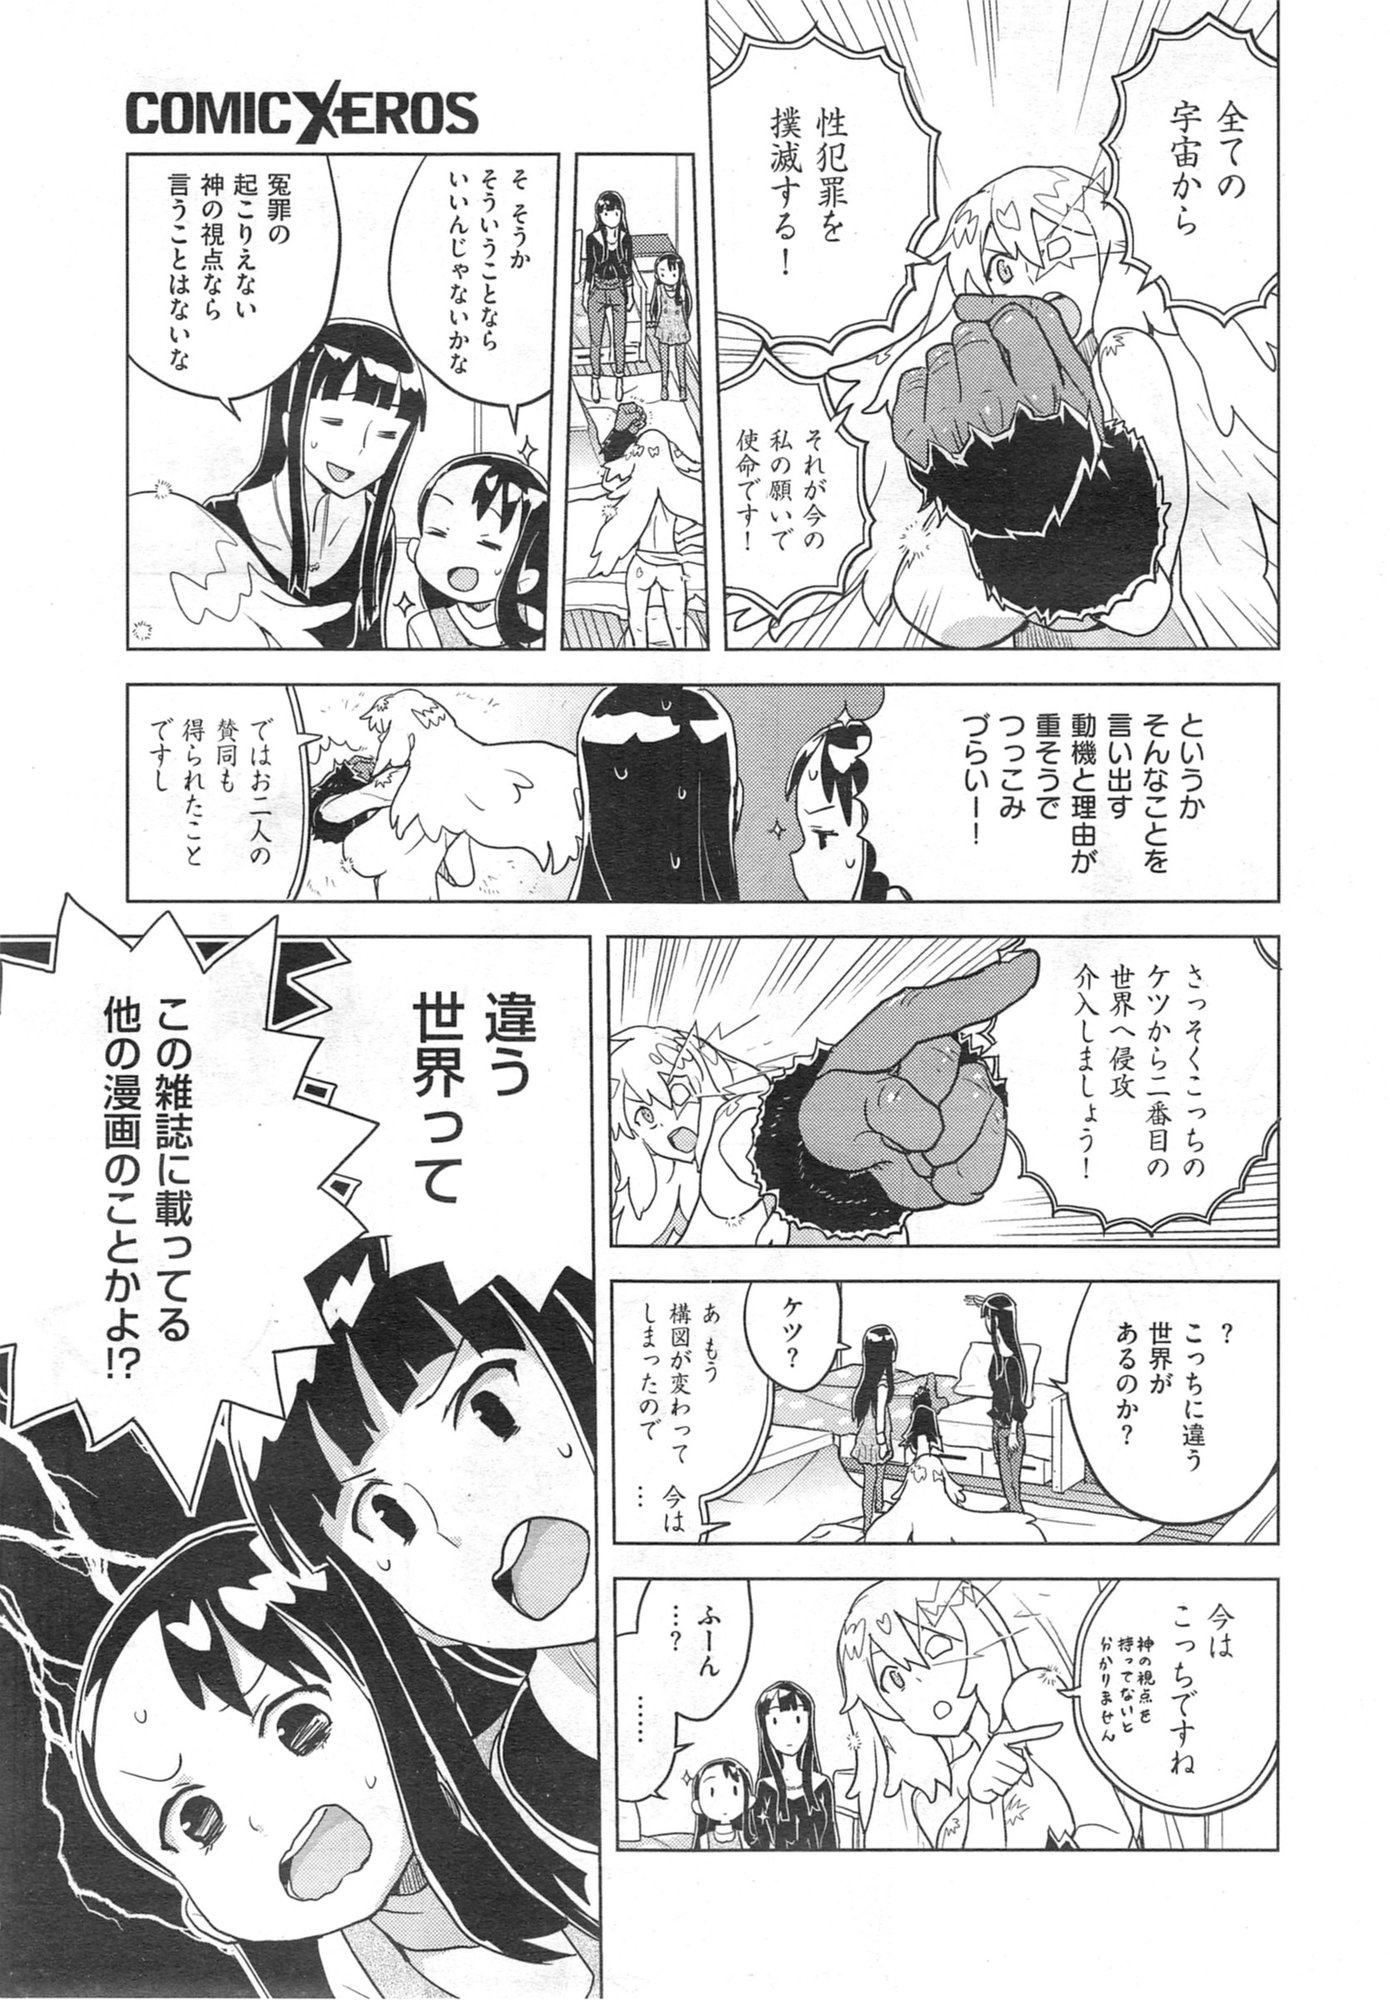 COMIC XEROS
全ての
宇宙から
性犯罪を
撲滅する！
それが今の
私の願いで
使命です！
そ そうか
そういうことなら
いいんじゃないかな
冤罪の
起こりえない
神の視点なら
言うことはないな
というか
そんなことを
言い出す
動機と理由が
重そうで
つっこみ
づらいー！
ではお二人の
賛同も
得られたこと
ですし
さっそくこっちの
ケツから二番目の
世界へ侵攻
介入しましょう！
？
こっちに違う
世界が
あるのか？
ケツ？
あ もう
構図が変わって
しまったので
今は
…
今は
こっちですね
神の視点を
持ってないと
わかりません
ふーん
…？
……
違う
世界って
この雑誌に載ってる
他の漫画のことかよ！？